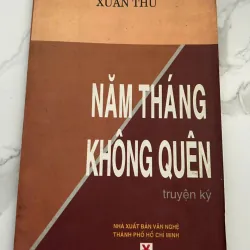 XUÂN THU
NĂM THÁNG
KHÔNG QUÊN
truyện ký
NHÀ XUẤT BẢN VĂN NGHỆ
THÀNH PHỐ HỒ CHÍ MINH